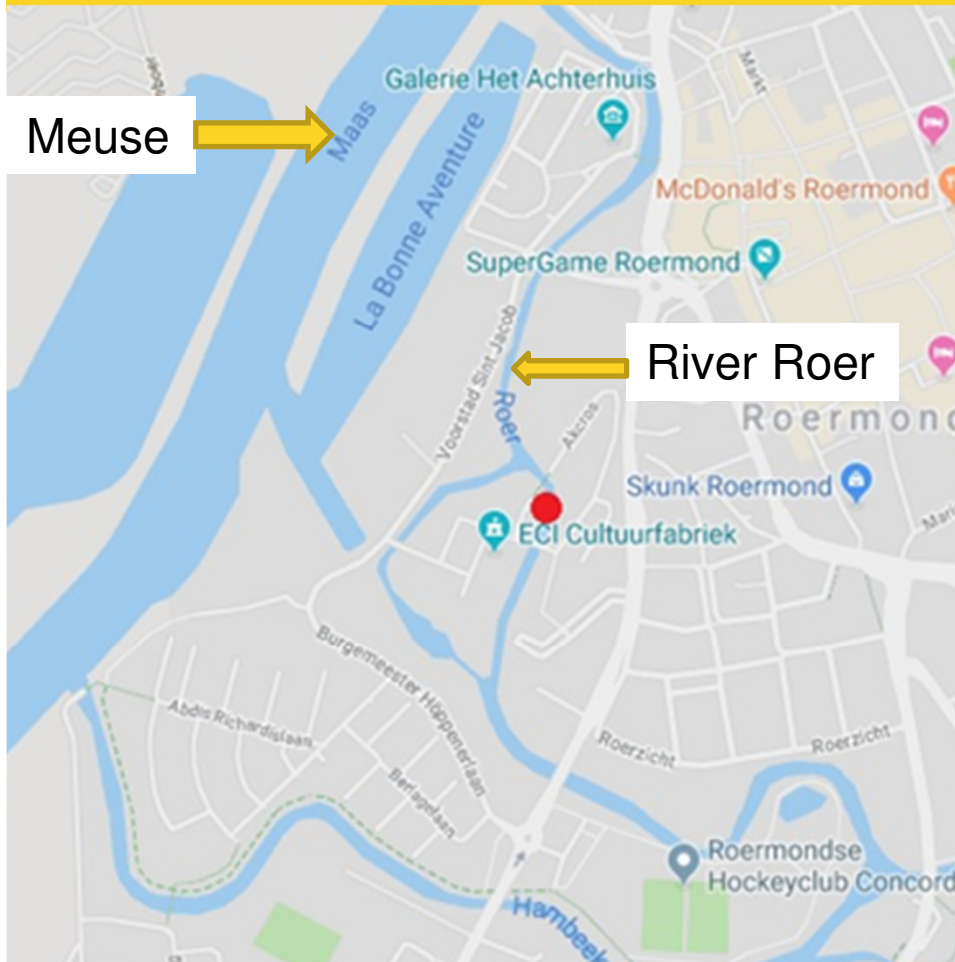 Markt
Galerie Het Achterhuis
Maas
Meuse
La Bonne Aventure
McDonald's Roermond
SuperGame Roermond
Voorstad Sint Jacob
River Roer
Roer
Akcros
Roermond
Skunk Roermond
ECI Cultuurfabriek
Burgemeester Höppenerlaan
Abdis Richardislaan
Roerzicht
Roerzicht
Berlagelaan
Roermondse
Hockeyclub Concord
Hambeek